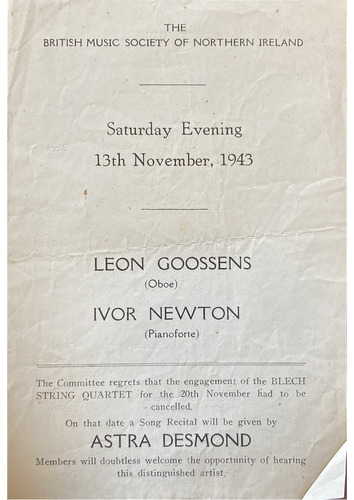 THE
BRITISH MUSIC SOCIETY OF NORTHERN IRELAND
Saturday Evening
13th November, 1943
LEON GOOSSENS
(Oboe)
IVOR NEWTON
(Pianoforte)
The Committee regrets that the engagement of the BLECH
STRING QUARTET for the 20th November had to be
cancelled.
On that date a Song Recital will be given by
ASTRA DESMOND
Members will doubtless welcome the opportunity of hearing
this distinguished artist.